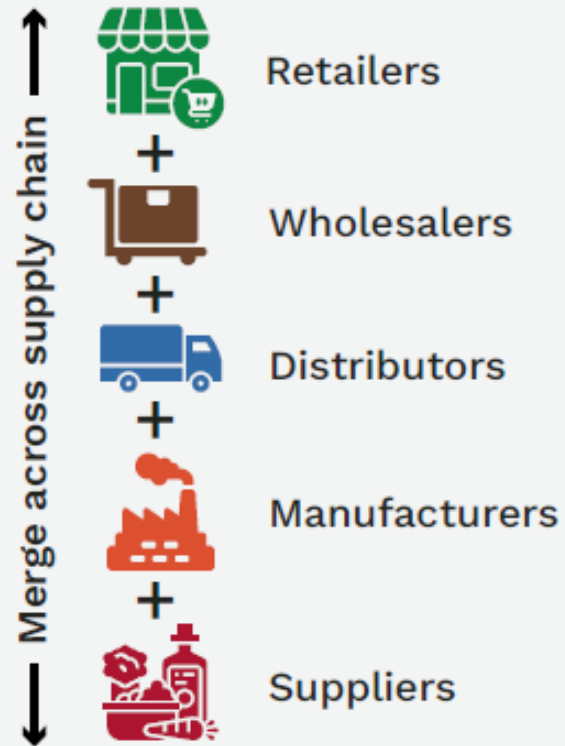 Merge across supply chain
Retailers
+
Wholesalers
+
Distributors
+
Manufacturers
+
Suppliers